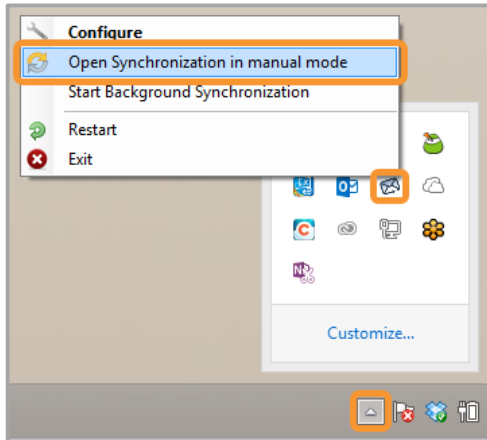 Configure
Open Synchronization in manual mode
Start Background Synchronization
Restart
Exit
Customize...